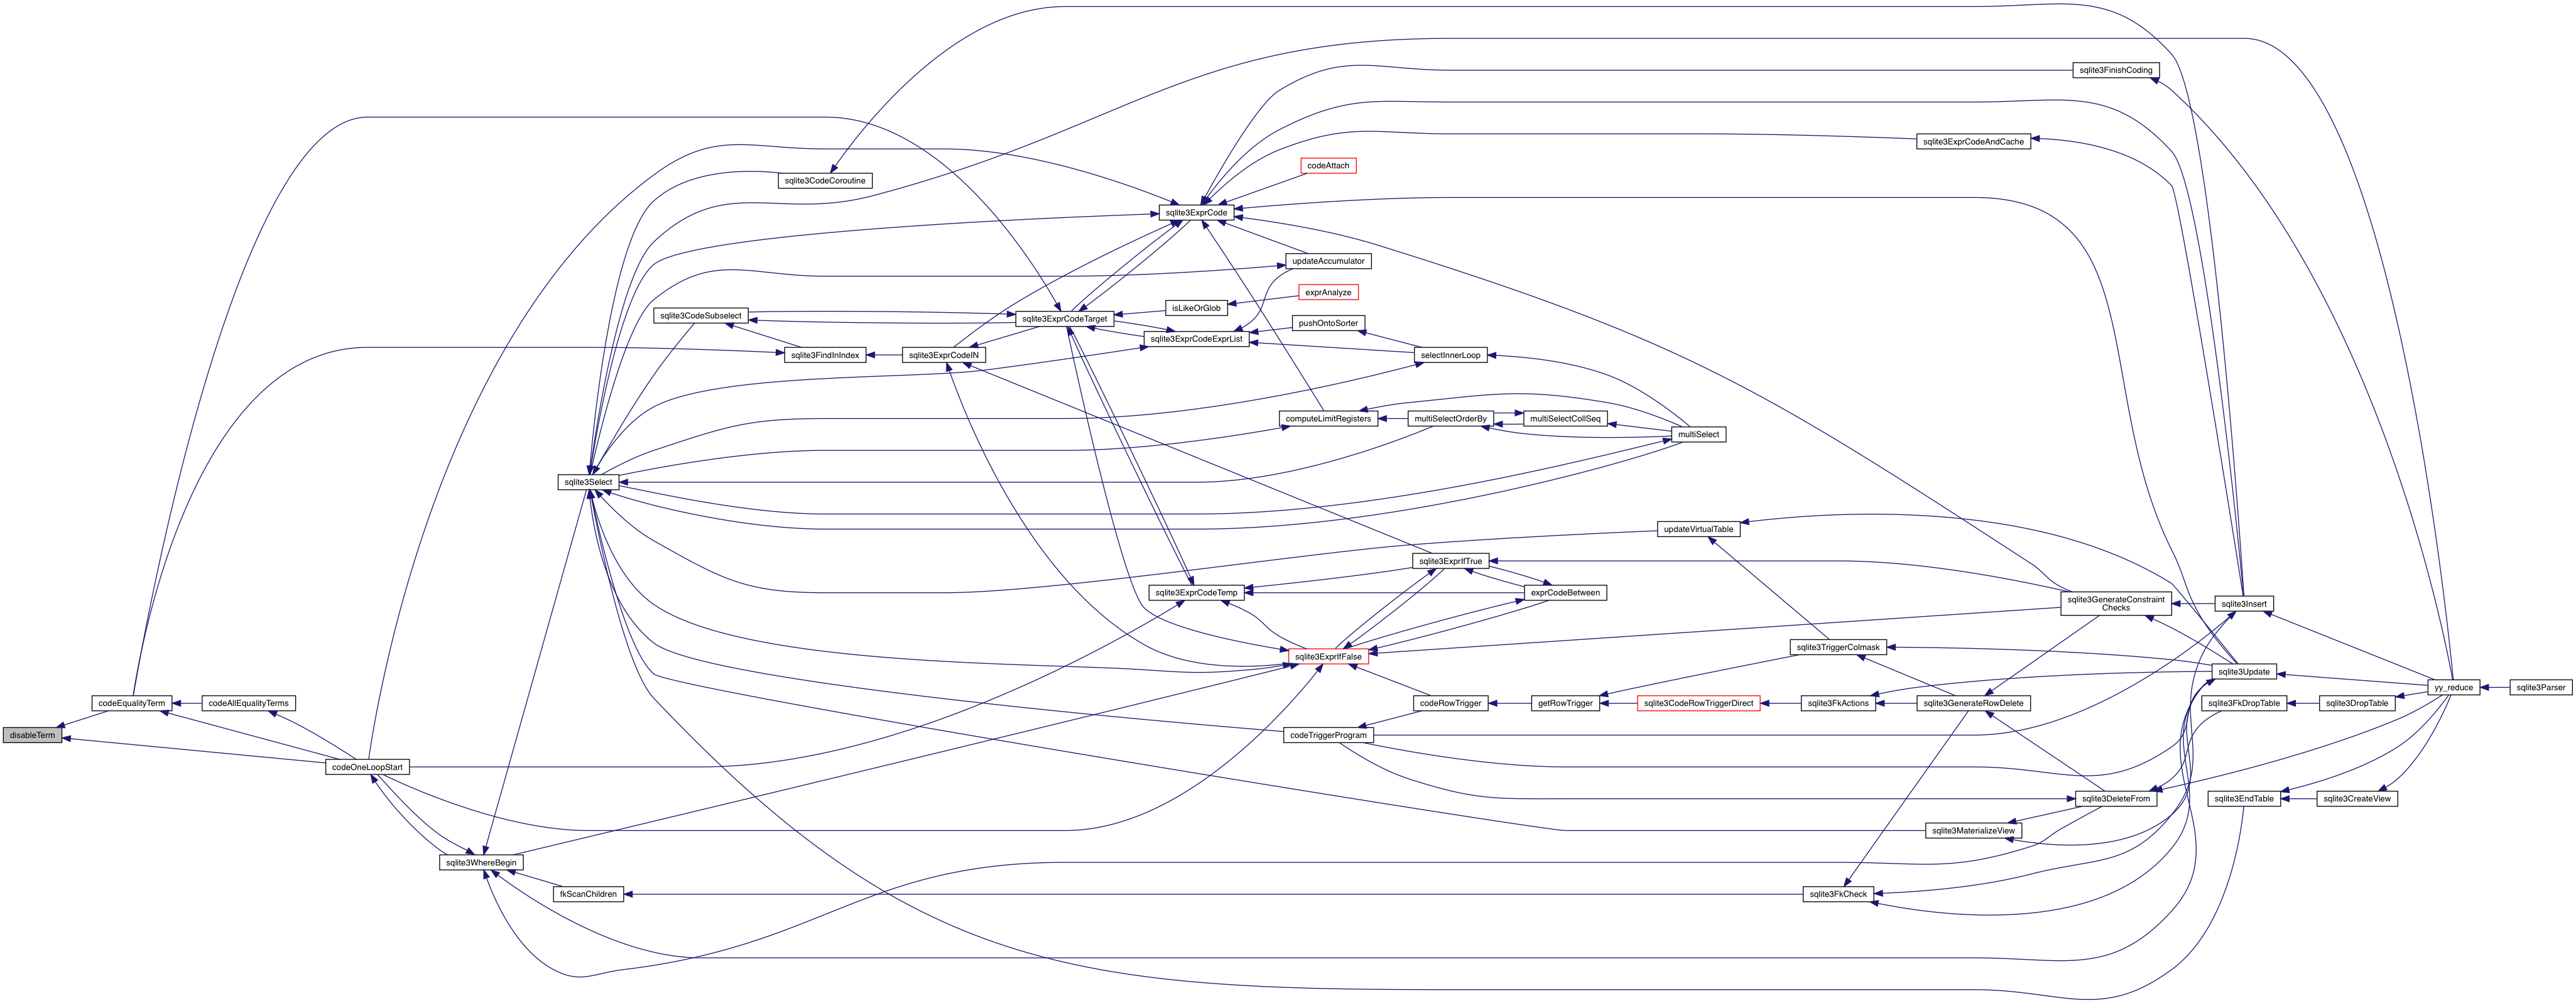 disableTerm
codeEqualityTerm
codeAllEqualityTerms
codeOneLoopStart
sqlite3WhereBegin
fkScanChildren
sqlite3Select
sqlite3CodeSubselect
sqlite3CodeCoroutine
sqlite3FindInIndex
sqlite3ExprCodeIN
sqlite3ExprCodeTarget
sqlite3ExprCode
isLikeOrGlob
sqlite3ExprCodeExprList
sqlite3ExprCodeTemp
codeAttach
updateAccumulator
exprAnalyze
pushOntoSorter
computeLimitRegisters
sqlite3ExprIfFalse
codeTriggerProgram
selectInnerLoop
multiSelectOrderBy
sqlite3ExprIfTrue
codeRowTrigger
multiSelectCollSeq
exprCodeBetween
getRowTrigger
multiSelect
updateVirtualTable
sqlite3CodeRowTriggerDirect
sqlite3TriggerColmask
sqlite3FkActions
sqlite3FkCheck
sqlite3ExprCodeAndCache
sqlite3GenerateRowDelete
sqlite3MaterializeView
sqlite3FinishCoding
sqlite3GenerateConstraint
Checks
sqlite3DeleteFrom
sqlite3Insert
sqlite3Update
sqlite3FkDropTable
sqlite3EndTable
sqlite3DropTable
sqlite3CreateView
yy_reduce
sqlite3Parser